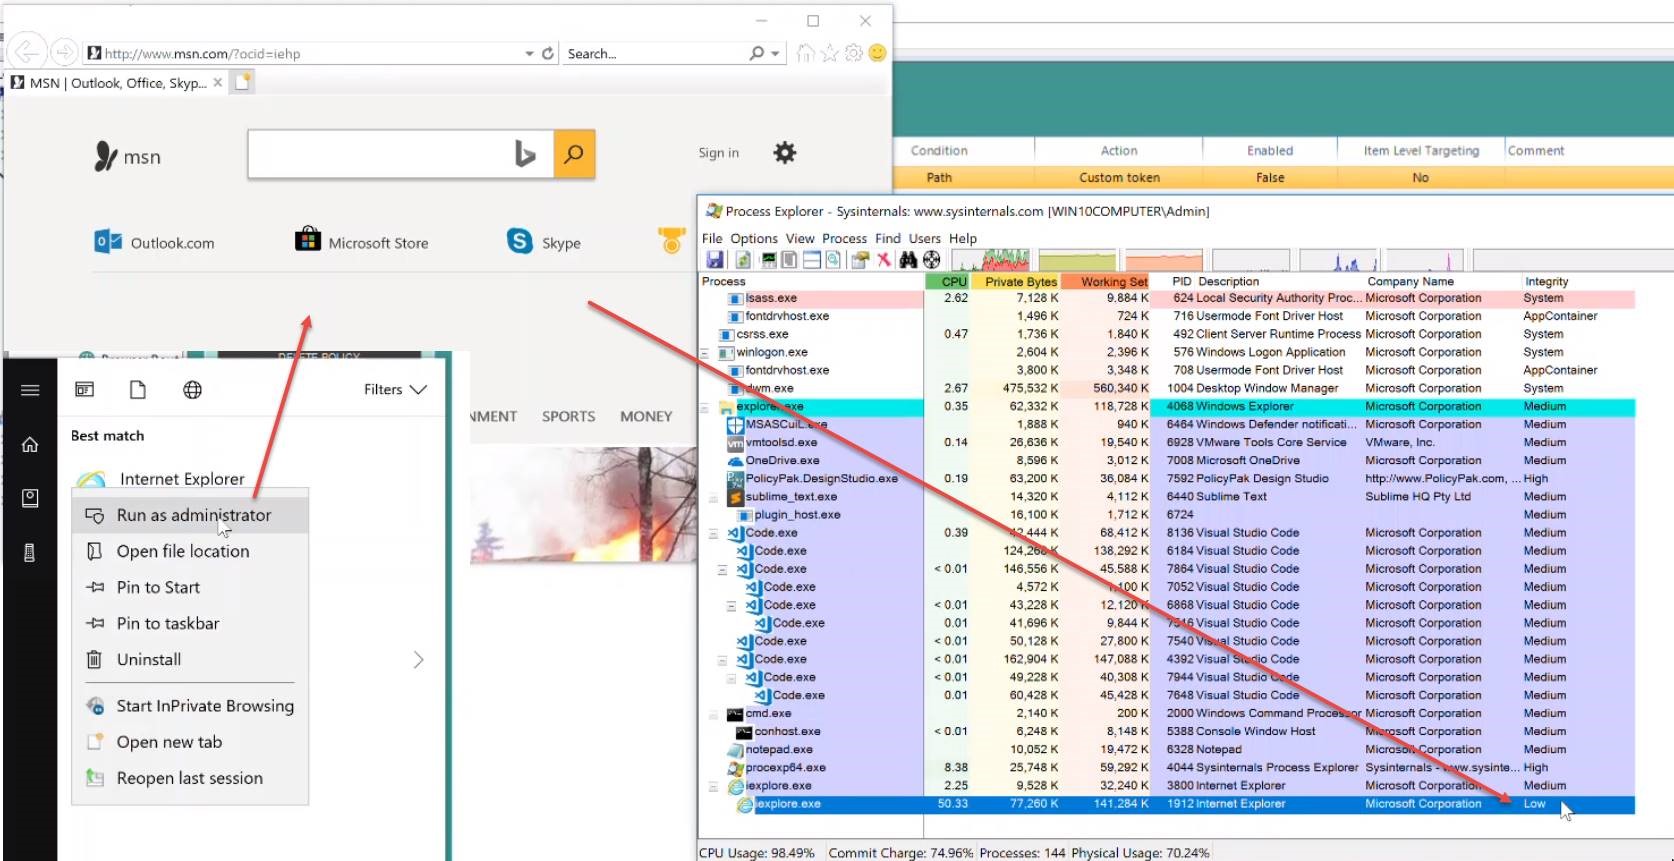 http://www.msn.com/?ocid=iehp
Search...
MSN | Outlook, Office, Skyp...
msn
Sign in
Outlook.com
Microsoft Store
Skype
Condition Action Enabled Item Level Targeting Comment
Path Custom token False No
DELETE POLICY
Filters
Best match
Internet Explorer
Run as administrator
Open file location
Pin to Start
Pin to taskbar
Uninstall
Start InPrivate Browsing
Open new tab
Reopen last session
NMENT SPORTS MONEY
Process Explorer - Sysinternals: www.sysinternals.com [WIN10COMPUTER\Admin]
File Options View Process Find Users Help
Process CPU Private Bytes Working Set PID Description Company Name Integrity
lsass.exe 2.62 7,128 K 9,884 K 624 Local Security Authority Proc... Microsoft Corporation System
fontdrvhost.exe 1,496 K 724 K 716 Usermode Font Driver Host Microsoft Corporation AppContainer
csrss.exe 0.47 1,736 K 1,840 K 492 Client Server Runtime Process Microsoft Corporation System
winlogon.exe 2,604 K 2,396 K 576 Windows Logon Application Microsoft Corporation System
fontdrvhost.exe 3,800 K 3,348 K 708 Usermode Font Driver Host Microsoft Corporation AppContainer
dwm.exe 2.67 475,532 K 560,340 K 1004 Desktop Window Manager Microsoft Corporation System
explorer.exe 0.35 62,332 K 118,728 K 4068 Windows Explorer Microsoft Corporation Medium
MSASCuiL.exe 1,888 K 940 K 6464 Windows Defender notificati... Microsoft Corporation Medium
vmtoolsd.exe 0.14 26,636 K 19,540 K 6928 VMware Tools Core Service VMware, Inc. Medium
OneDrive.exe 8,596 K 3,012 K 7008 Microsoft OneDrive Microsoft Corporation Medium
PolicyPak.DesignStudio.exe 0.19 63,200 K 36,084 K 7592 PolicyPak Design Studio http://www.PolicyPak.com, ... High
sublime_text.exe 14,320 K 4,112 K 6440 Sublime Text Sublime HQ Pty Ltd Medium
plugin_host.exe 16,100 K 1,712 K 6724 Medium
Code.exe 0.39 42,444 K 68,412 K 8136 Visual Studio Code Microsoft Corporation Medium
Code.exe 124,268 K 138,292 K 6184 Visual Studio Code Microsoft Corporation Medium
Code.exe < 0.01 146,556 K 45,588 K 7864 Visual Studio Code Microsoft Corporation Medium
Code.exe 4,572 K 1,100 K 7052 Visual Studio Code Microsoft Corporation Medium
Code.exe < 0.01 43,228 K 12,120 K 6868 Visual Studio Code Microsoft Corporation Medium
Code.exe 0.01 41,696 K 9,844 K Visual Studio Code Microsoft Corporation Medium
Code.exe < 0.01 50,128 K 27,800 K 7540 Visual Studio Code Microsoft Corporation Medium
Code.exe < 0.01 162,904 K 147,088 K 4392 Visual Studio Code Microsoft Corporation Medium
Code.exe < 0.01 49,228 K 40,308 K 7944 Visual Studio Code Microsoft Corporation Medium
Code.exe 0.01 60,428 K 45,428 K 7648 Visual Studio Code Microsoft Corporation Medium
cmd.exe 2,140 K 200 K 2000 Windows Command Processor Microsoft Corporation Medium
conhost.exe < 0.01 6,248 K 8,148 K 5388 Console Window Host Microsoft Corporation Medium
notepad.exe 10,052 K 19,472 K 6328 Notepad Microsoft Corporation Medium
procexp64.exe 8.38 25,748 K 59,292 K 4044 Sysinternals Process Explorer Sysinternals - www.sysinte... High
iexplore.exe 2.25 9,528 K 32,240 K 3800 Internet Explorer Microsoft Corporation Medium
iexplore.exe 50.33 77,260 K 141,284 K 1912 Internet Explorer Microsoft Corporation Low
CPU Usage: 98.49% Commit Charge: 74.96% Processes: 144 Physical Usage: 70.24%